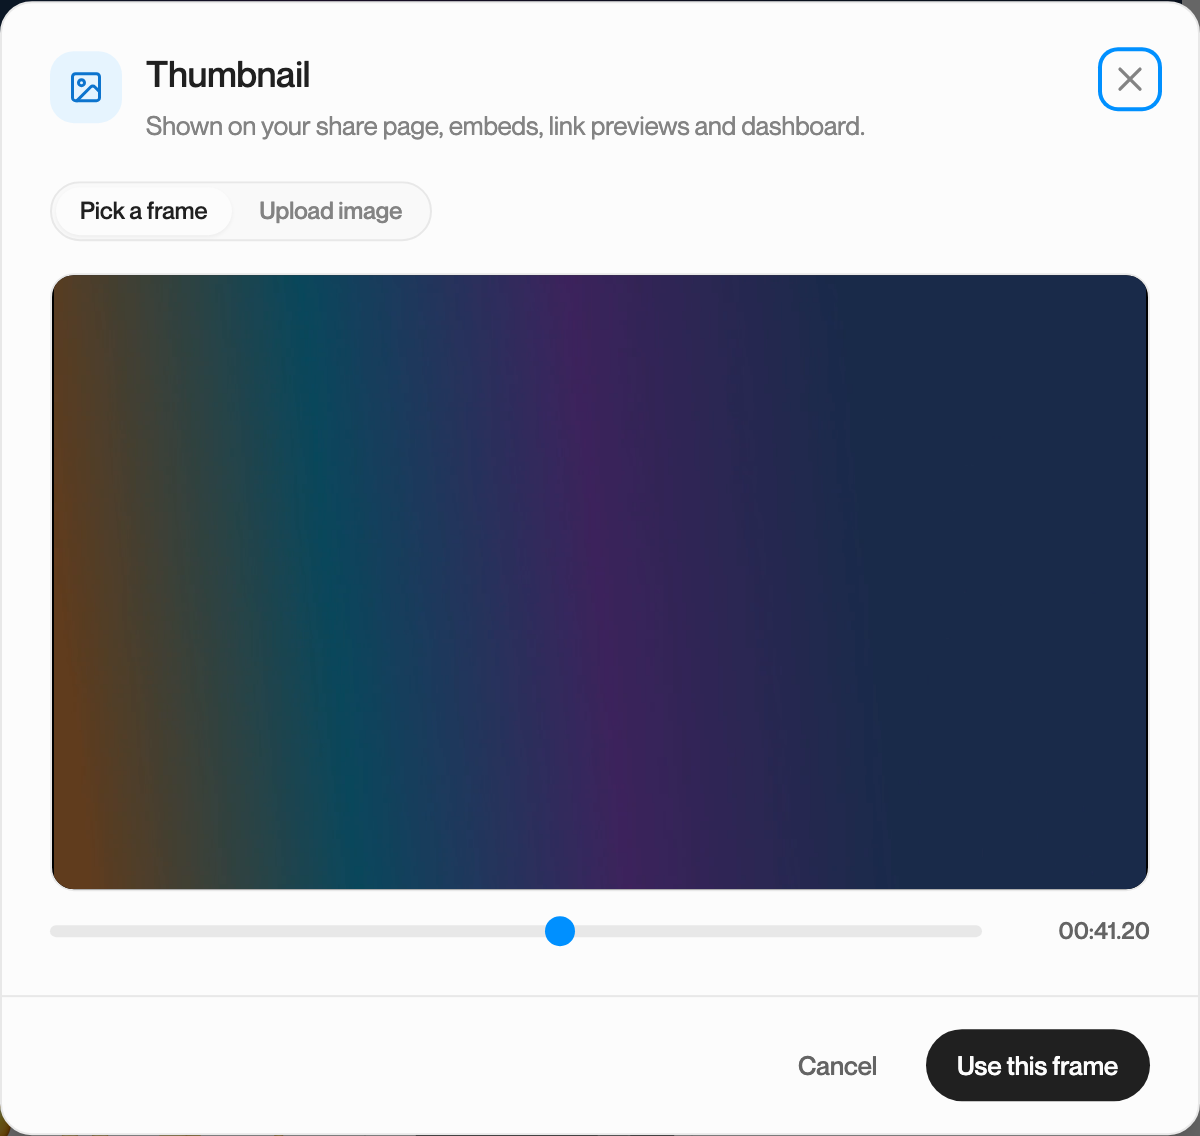 Thumbnail
Shown on your share page, embeds, link previews and dashboard.
Pick a frame
Upload image
00:41.20
Cancel
Use this frame